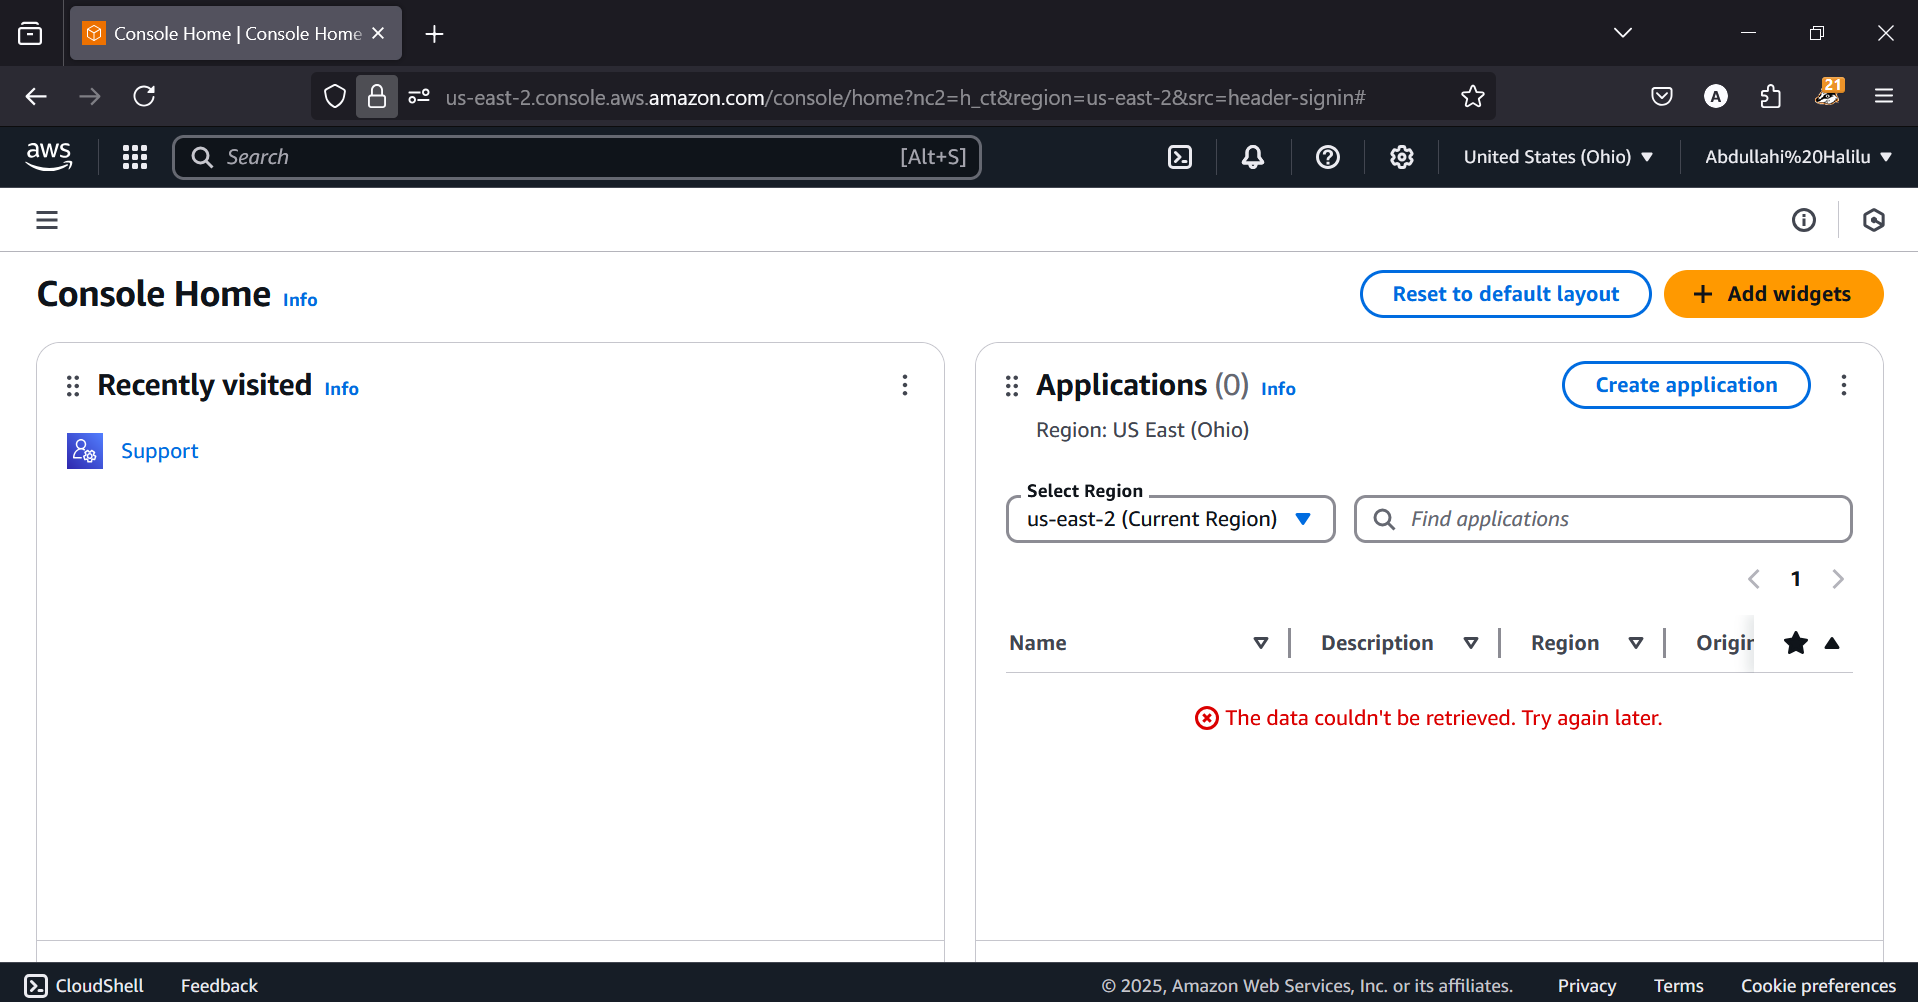 Console Home | Console Home
us-east-2.console.aws.amazon.com/console/home?nc2=h_ct&region=us-east-2&src=header-signin#
A
21
aws
Search
[Alt+S]
United States (Ohio)
Abdullahi%20Halilu
Console Home Info
Reset to default layout
Add widgets
Recently visited Info
Support
Applications (0) Info
Create application
Region: US East (Ohio)
Select Region
us-east-2 (Current Region)
Find applications
1
Name
Description
Region
Origin
The data couldn't be retrieved. Try again later.
CloudShell
Feedback
© 2025, Amazon Web Services, Inc. or its affiliates.
Privacy
Terms
Cookie preferences